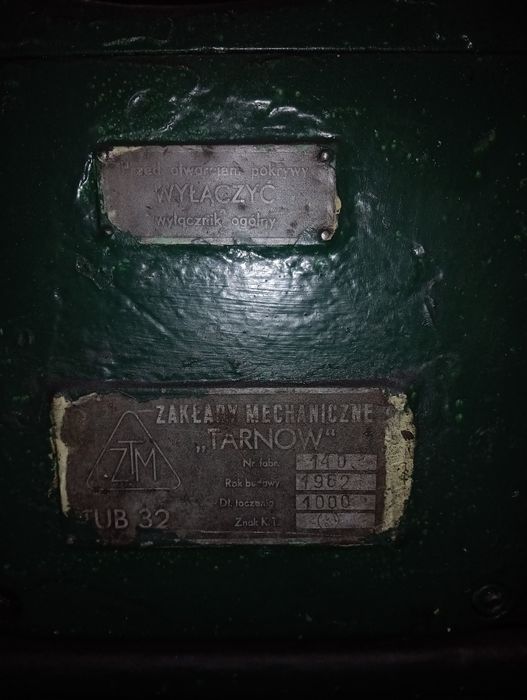 przed otwarciem pokrywy
WYŁĄCZYĆ
wyłącznik ogólny
ZAKŁADY MECHANICZNE
„TARNÓW"
ZTM
Nr. fabr. 140
Rok budowy 1962
Dł. toczenia 1000
TUB 32
Znak K.T.